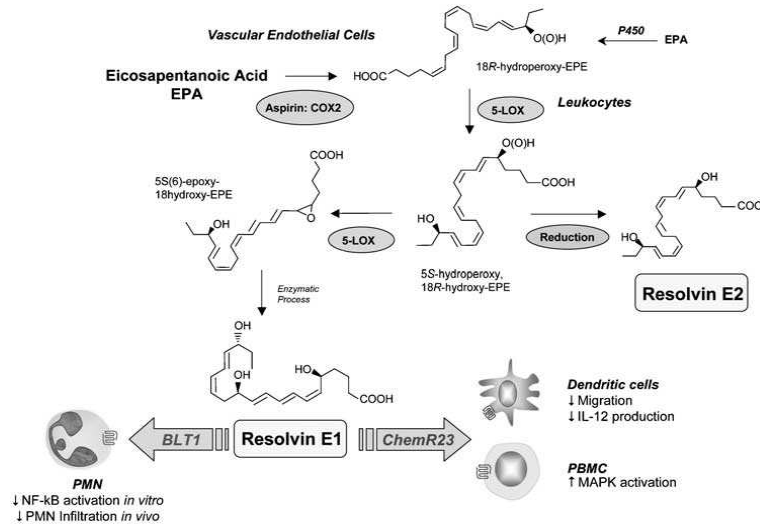 Vascular Endothelial Cells
O(O)H
P450
EPA
HOOC
18R-hydroperoxy-EPE
Eicosapentanoic Acid
EPA
Aspirin: COX2
5-LOX
Leukocytes
O(O)H
COOH
5S(6)-epoxy-
18hydroxy-EPE
COOH
OH
O
OH
COO
HO
HO
5-LOX
Reduction
5S-hydroperoxy,
18R-hydroxy-EPE
Resolvin E2
Enzymatic
Process
OH
OH
OH
COOH
Dendritic cells
↓Migration
↓IL-12 production
BLT1
Resolvin E1
ChemR23
PMN
↓NF-kB activation in vitro
↓PMN Infiltration in vivo
PBMC
↑MAPK activation